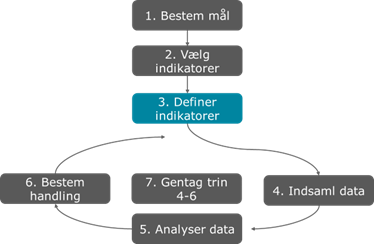 1. Bestem mål
2. Vælg
indikatorer
3. Definer
indikatorer
4. Indsaml data
5. Analyser data
6. Bestem
handling
7. Gentag trin
4-6